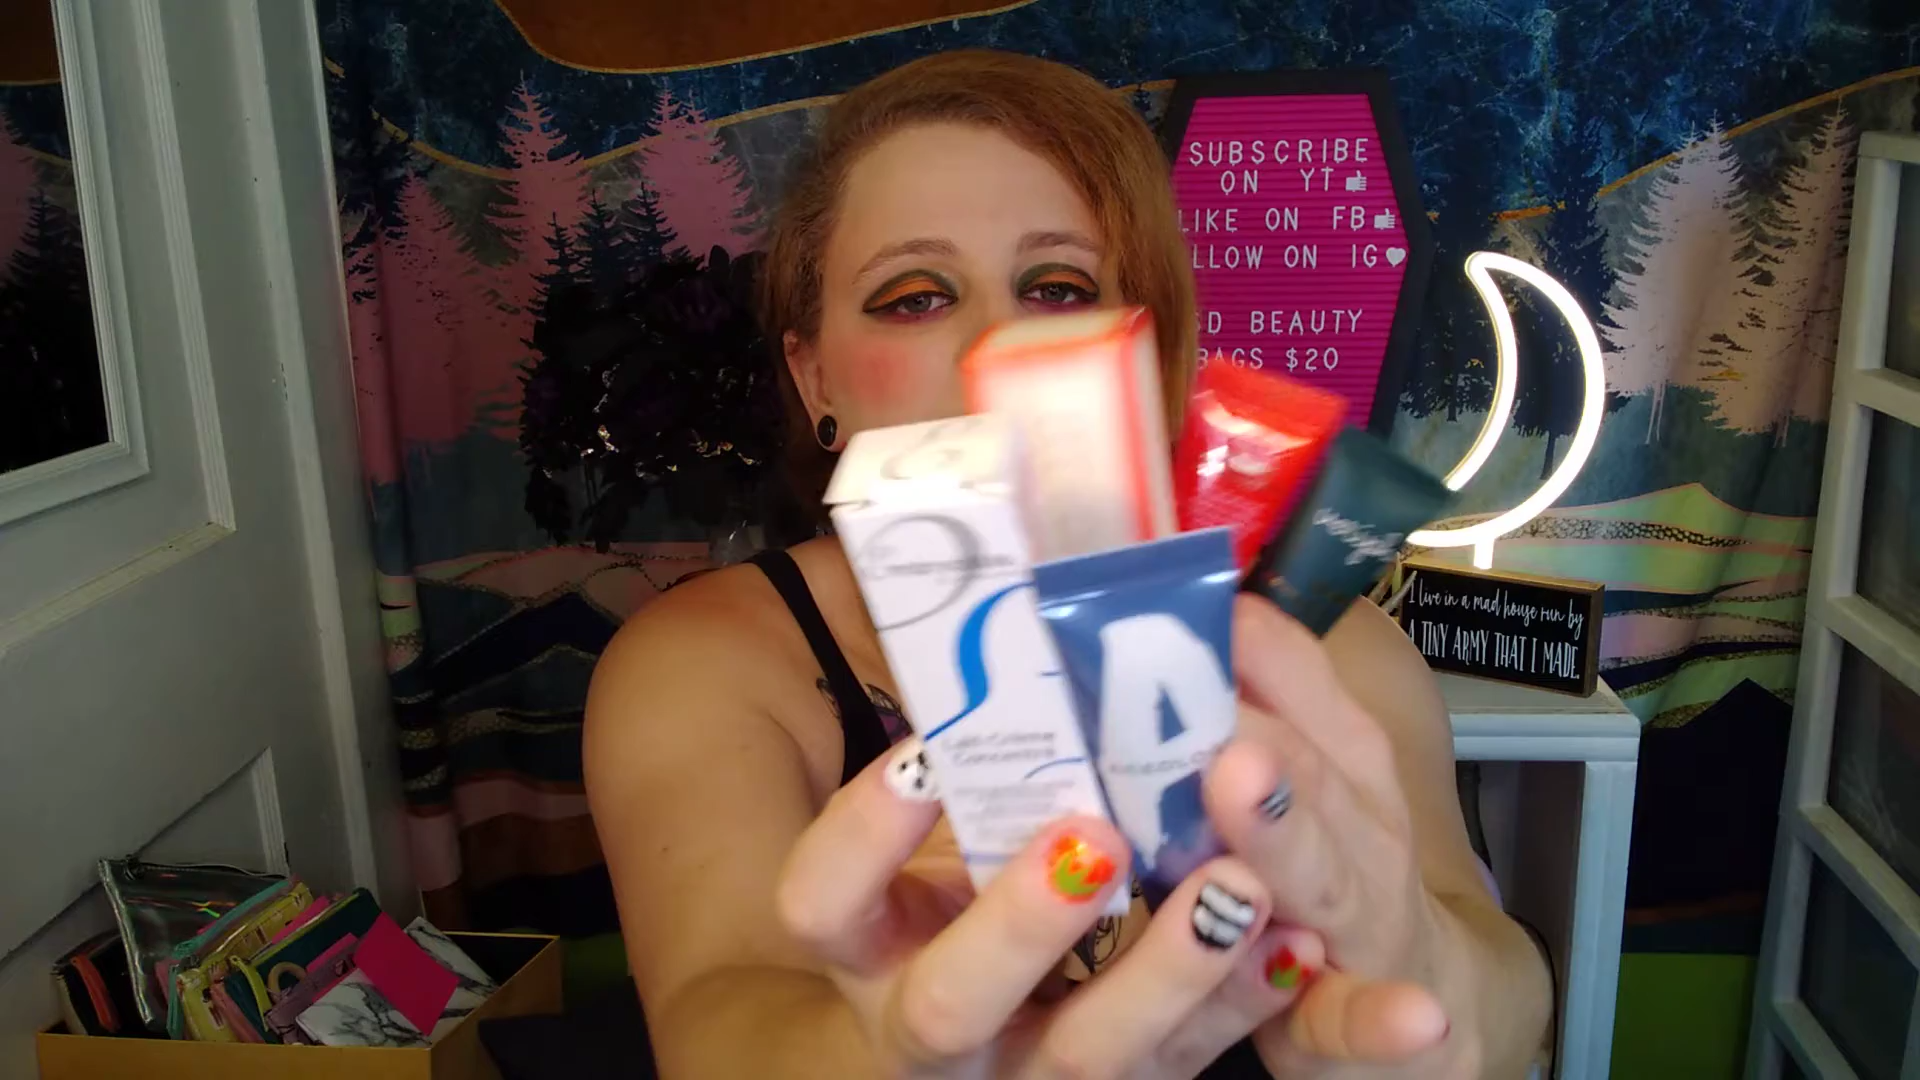 SUBSCRIBE
ON YT
LIKE ON FB
LLOW ON IG
SD BEAUTY
BAGS $20
I live in a mad house run by
A TINY ARMY THAT I MADE.
Lait-Crème
Concentré
A